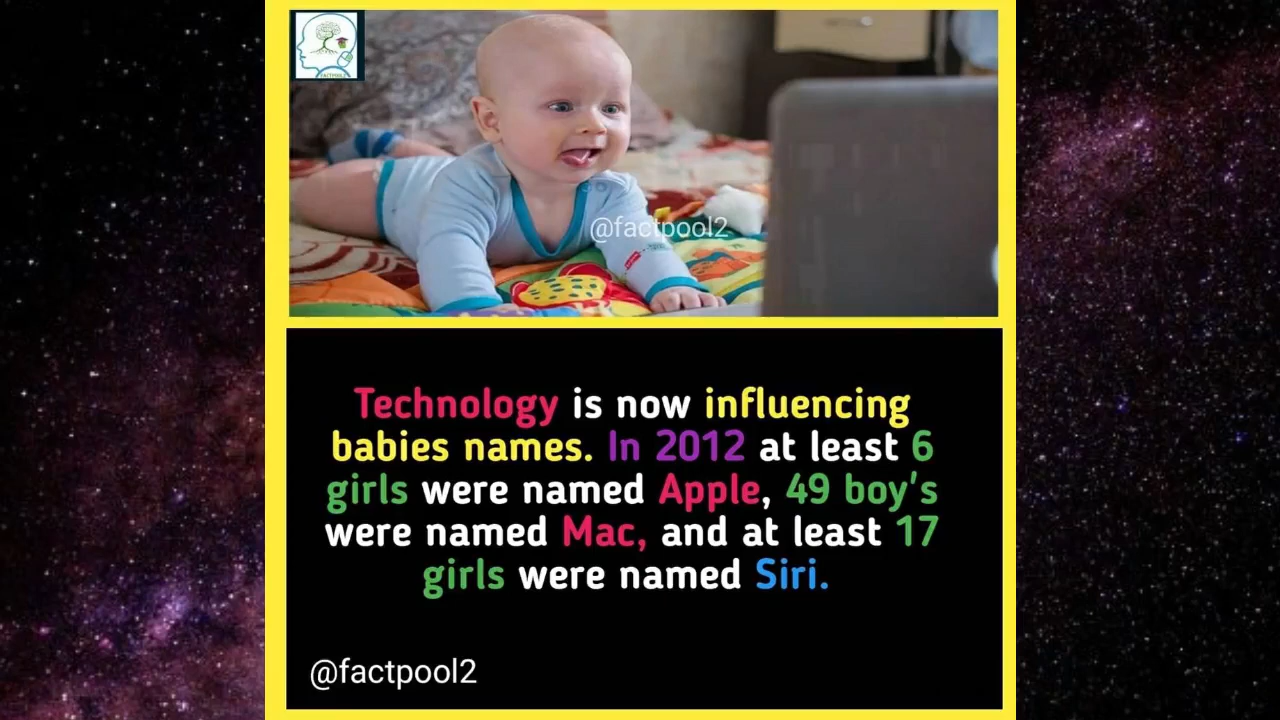 FACTPOOL2
@factpool2
Technology is now influencing
babies names. In 2012 at least 6
girls were named Apple, 49 boy's
were named Mac, and at least 17
girls were named Siri.
@factpool2